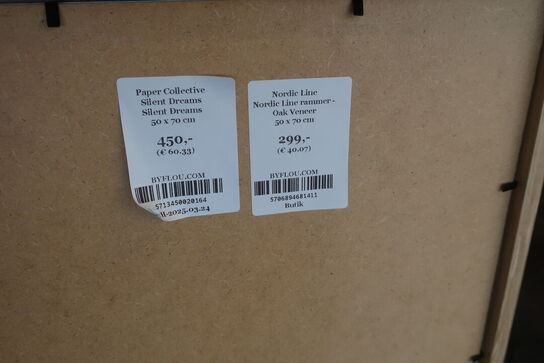 Paper Collective
Silent Dreams
Silent Dreams
50 x 70 cm
450,-
(€ 60.33)
BYFLOU.COM
5713450020164
2025.03.24
Nordic Line
Nordic Line rammer -
Oak Veneer
50 x 70 cm
299,-
(€ 40.07)
BYFLOU.COM
5706894681411
Butik